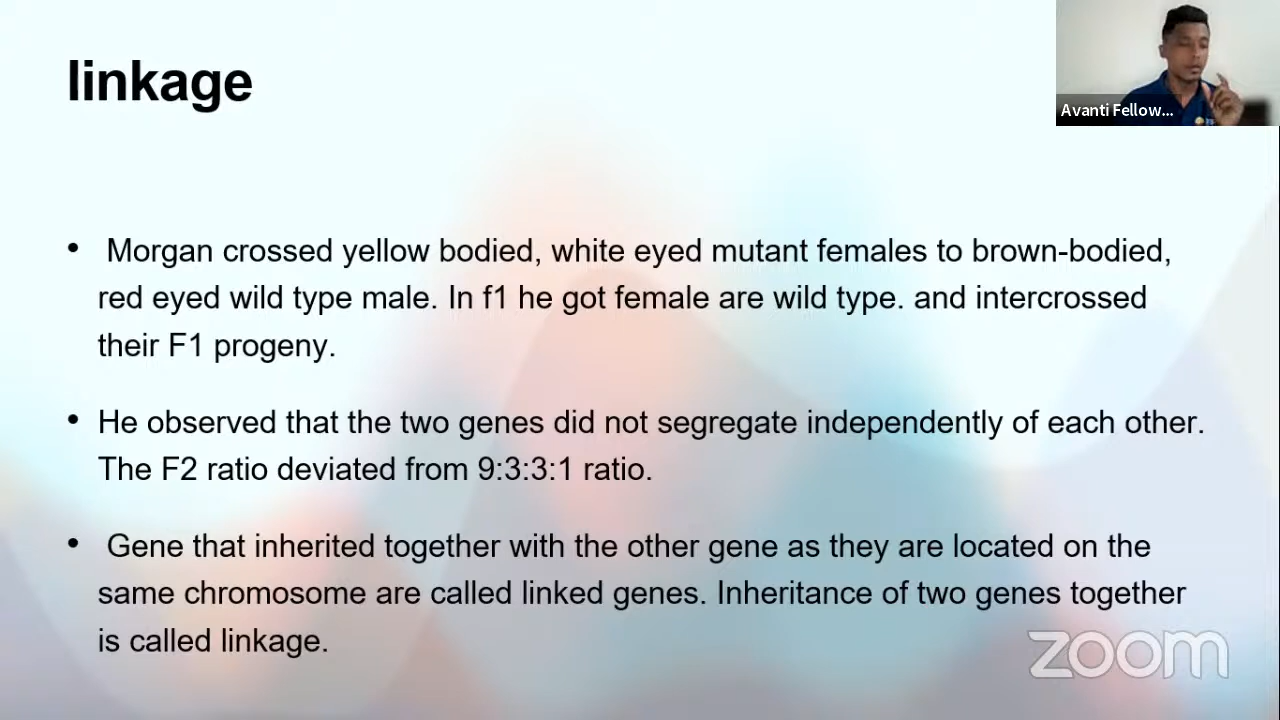 linkage
Avanti Fellow...
• Morgan crossed yellow bodied, white eyed mutant females to brown-bodied,
red eyed wild type male. In f1 he got female are wild type. and intercrossed
their F1 progeny.
• He observed that the two genes did not segregate independently of each other.
The F2 ratio deviated from 9:3:3:1 ratio.
• Gene that inherited together with the other gene as they are located on the
same chromosome are called linked genes. Inheritance of two genes together
is called linkage.
zoom